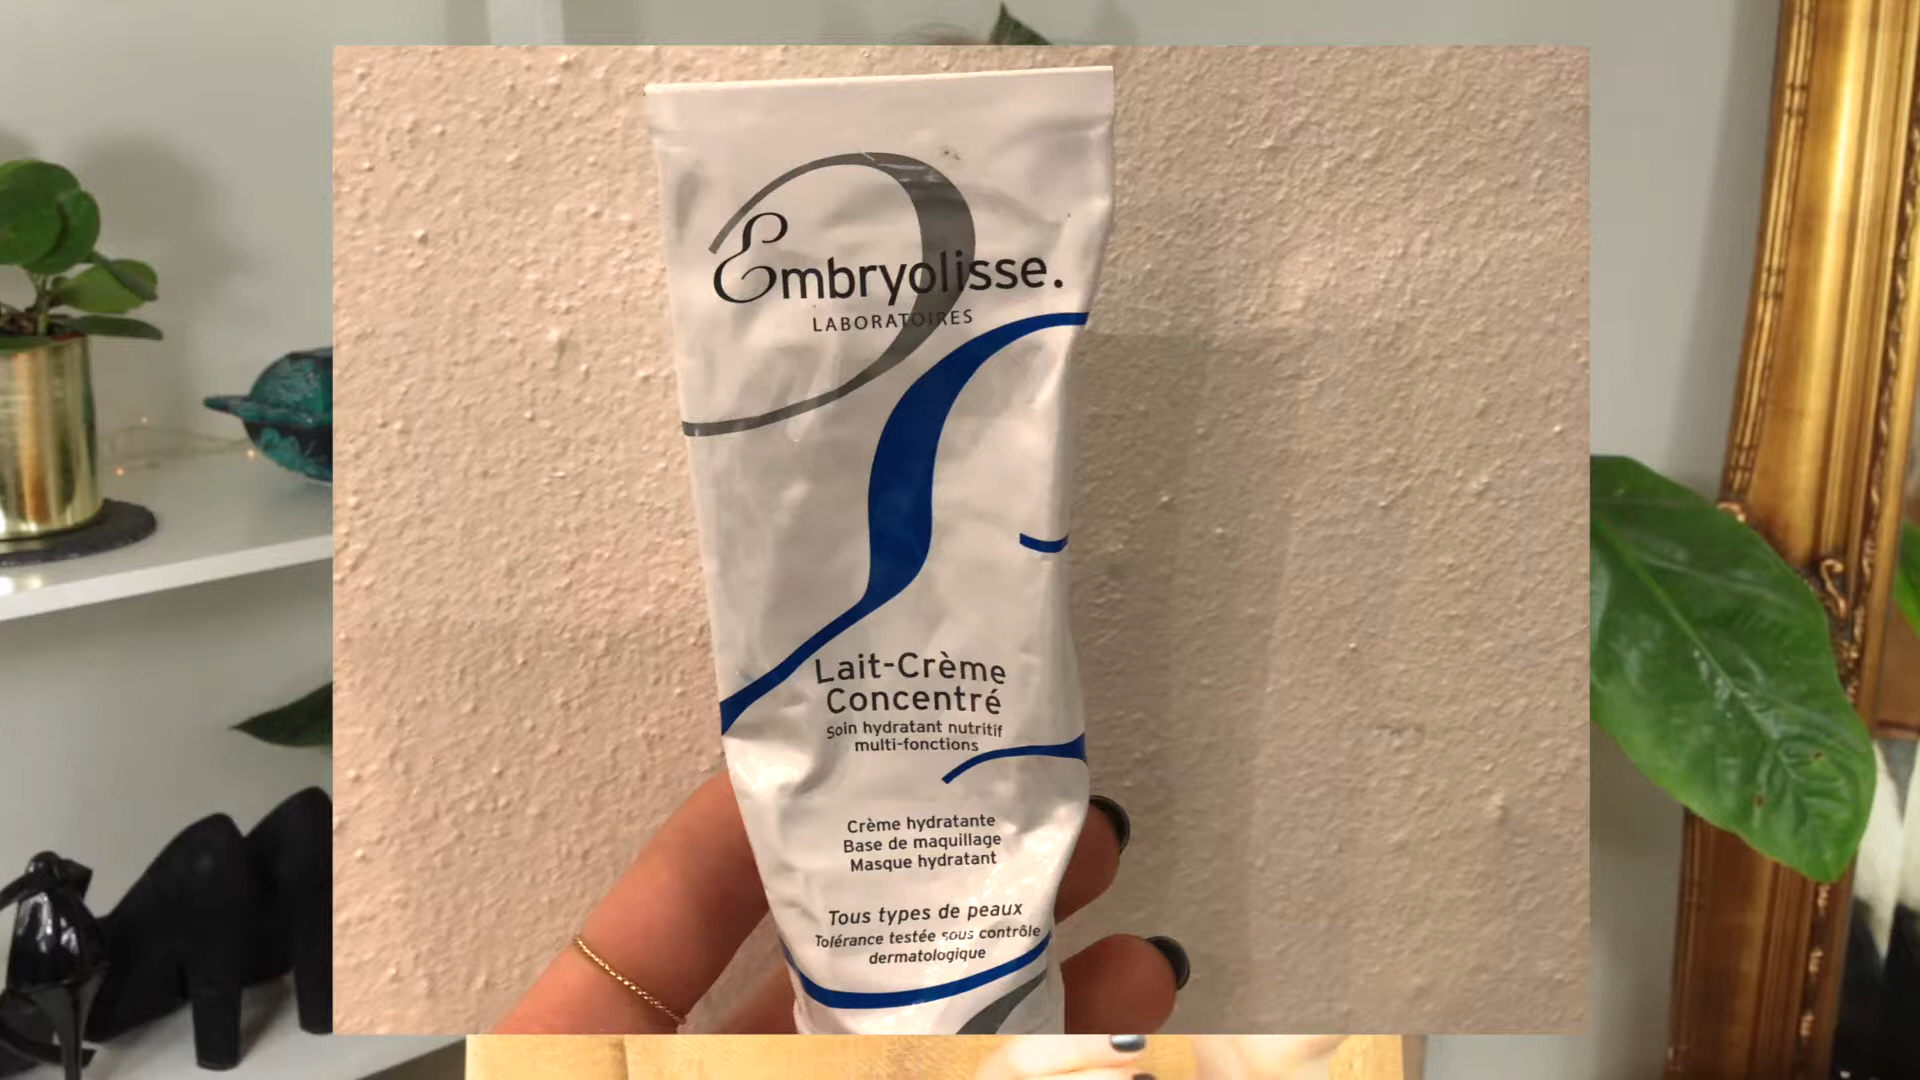 Embryolisse.
LABORATOIRES
Lait-Crème
Concentré
Soin hydratant nutritif
multi-fonctions
Crème hydratante
Base de maquillage
Masque hydratant
Tous types de peaux
Tolérance testée sous contrôle
dermatologique